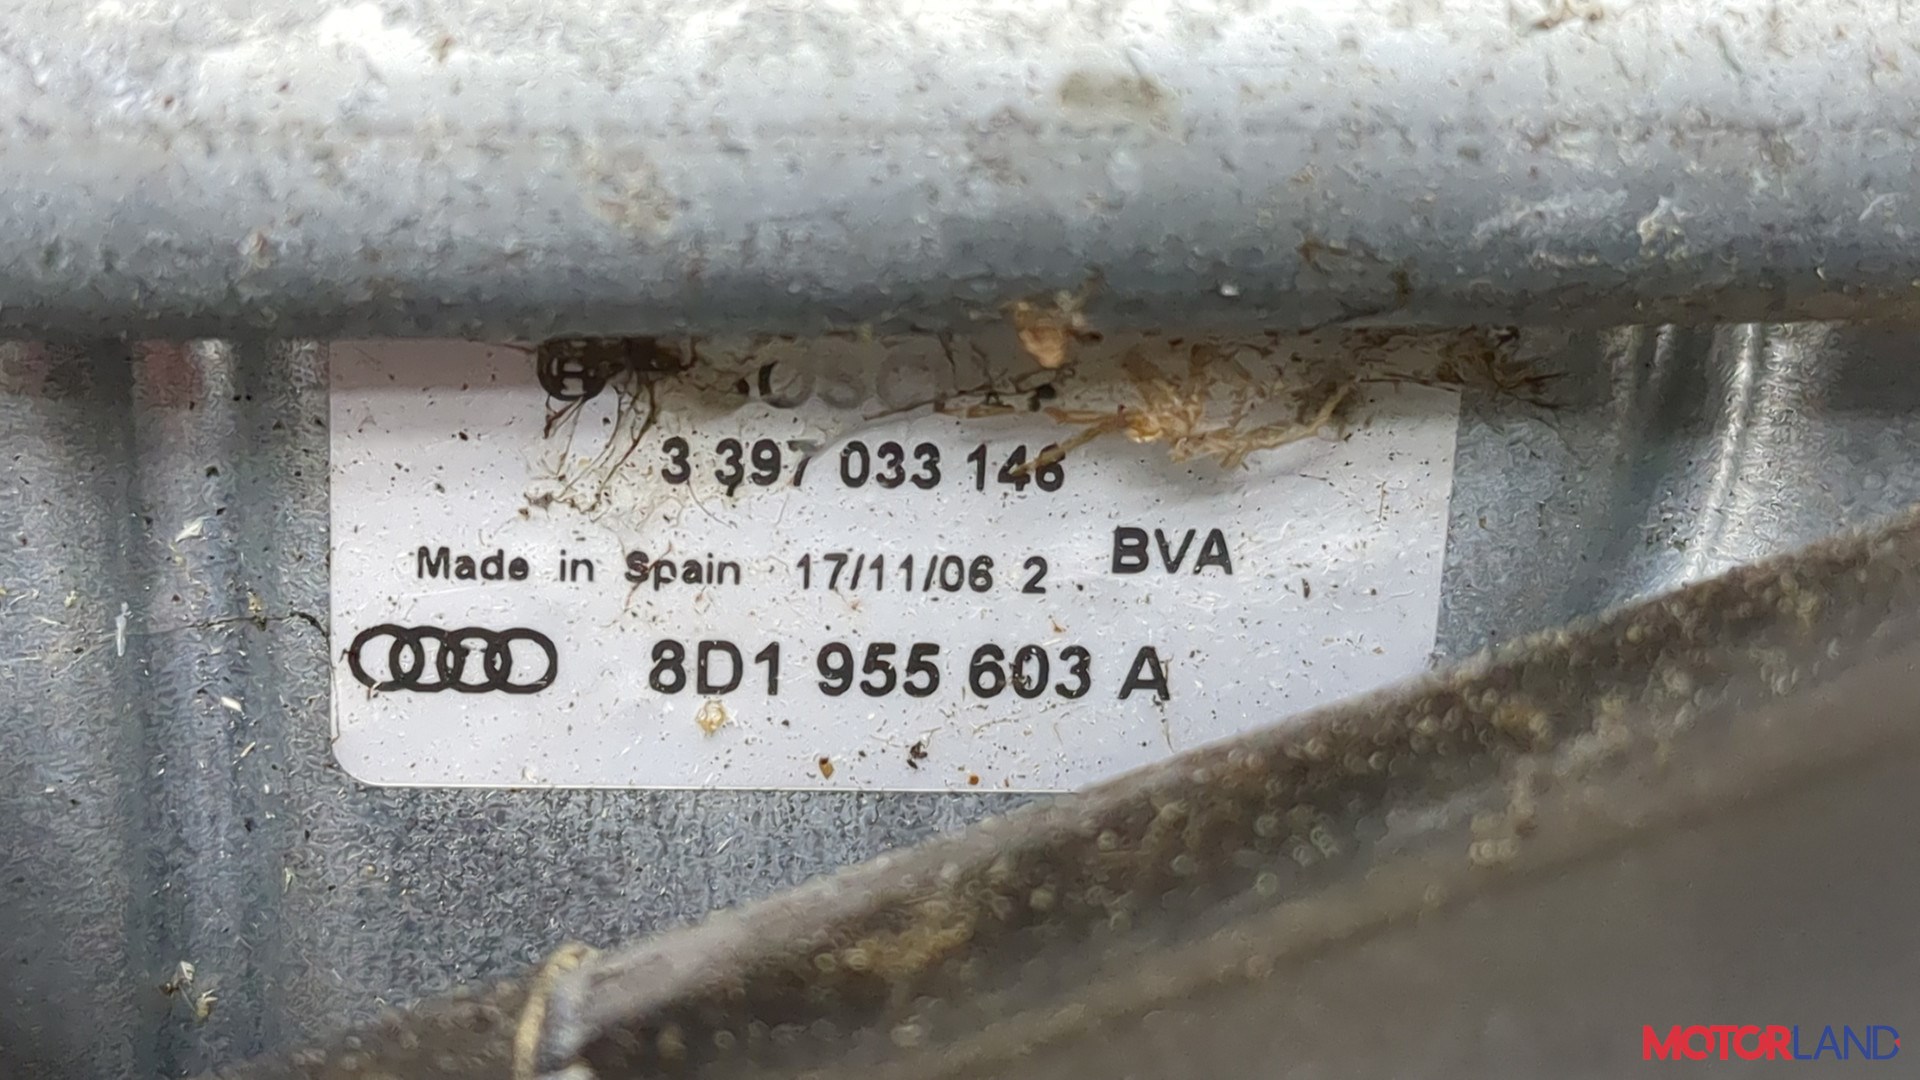 3 397 033 146
Made in Spain 17/11/06 2 BVA
8D1 955 603 A
MOTORLAND